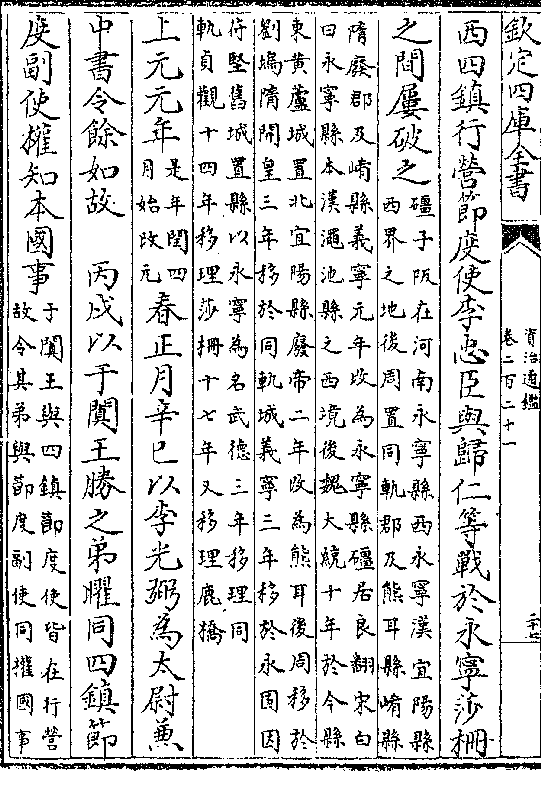 欽定四庫全書
資治通鑑
卷二百二十一
西四鎮行營節度使李忠臣與歸仁等戰於永寧莎柵
之間屢破之
礓子阪在河南永寧縣西永寧漢宜陽縣
西界之地後周置同軌郡及熊耳縣崤縣
隋廢郡及崤縣義寧元年改為永寧縣礓居良翻宋白
曰永寧縣本漢澠池縣之西境後魏大統十年於今縣
東黃蘆城置北宜陽縣廢帝二年改為熊耳後周移於
劉塢隋開皇三年移於同軌城義寧二年移於永固因
苻堅舊城置縣以永寧為名武德三年移理同
軌貞觀十四年移理莎柵十七年又移理鹿橋
上元元年
是年閏四
月始改元
春正月辛巳以李光弼為太尉兼
中書令餘如故 丙戌以于闐王勝之弟曜同四鎮節
度副使權知本國事
于闐王與四鎮節度使皆在行營
故令其弟與節度副使同權國事